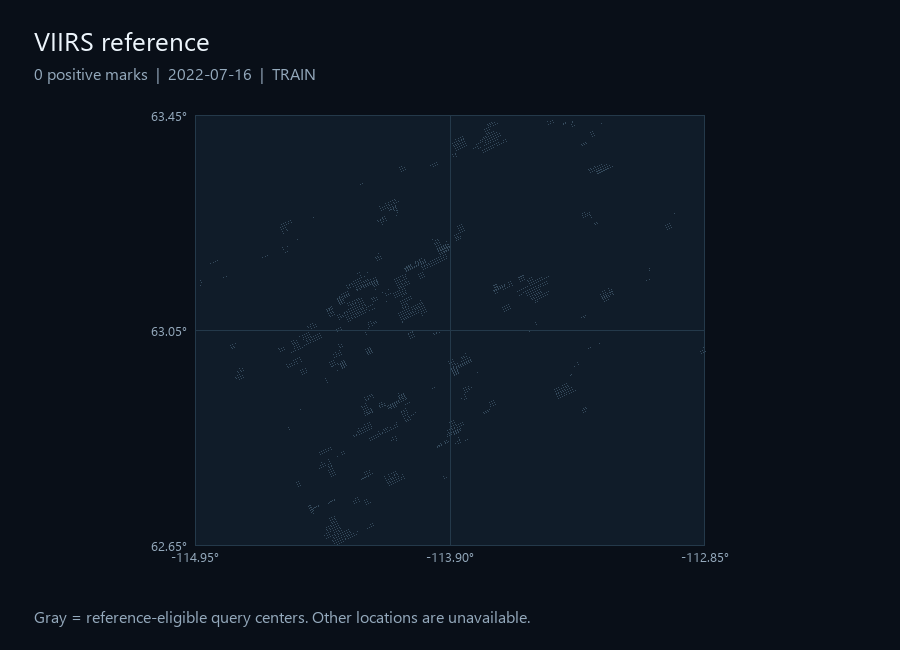 VIIRS reference
0 positive marks | 2022-07-16 | TRAIN
63.45°
63.05°
62.65°
-114.95° -113.90° -112.85°
Gray = reference-eligible query centers. Other locations are unavailable.